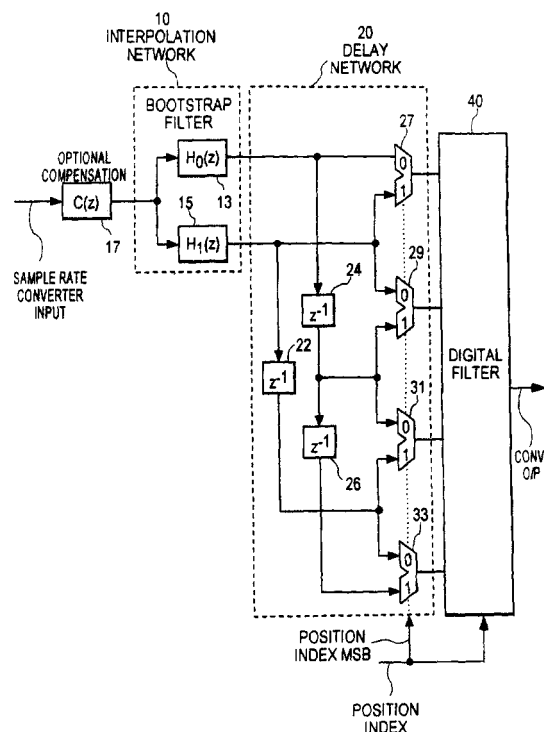 10
INTERPOLATION
NETWORK
20
DELAY
NETWORK
BOOTSTRAP
FILTER
40
27
OPTIONAL
COMPENSATION
C(z)
17
H0(z)
13
0
1
15
H1(z)
SAMPLE RATE
CONVERTER
INPUT
24
z-1
29
0
1
22
z-1
DIGITAL
FILTER
31
0
1
z-1
26
CONV
O/P
33
0
1
POSITION
INDEX MSB
POSITION
INDEX